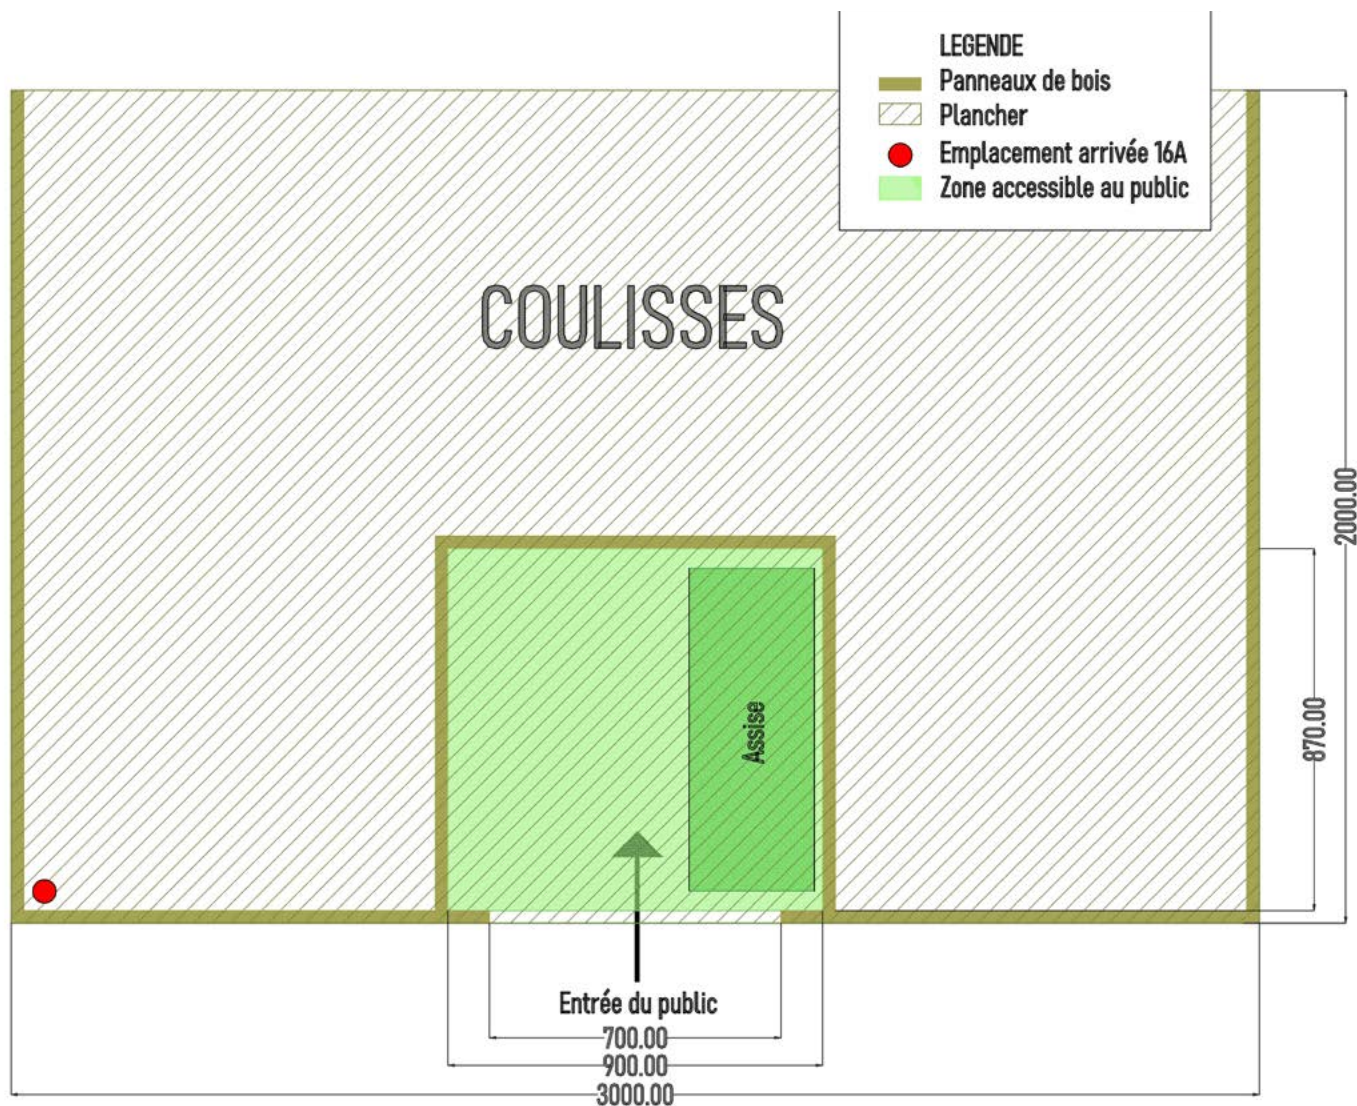 LEGENDE
Panneaux de bois
Plancher
Emplacement arrivée 16A
Zone accessible au public
COULISSES
2000.00
870.00
Assise
Entrée du public
700.00
900.00
3000.00